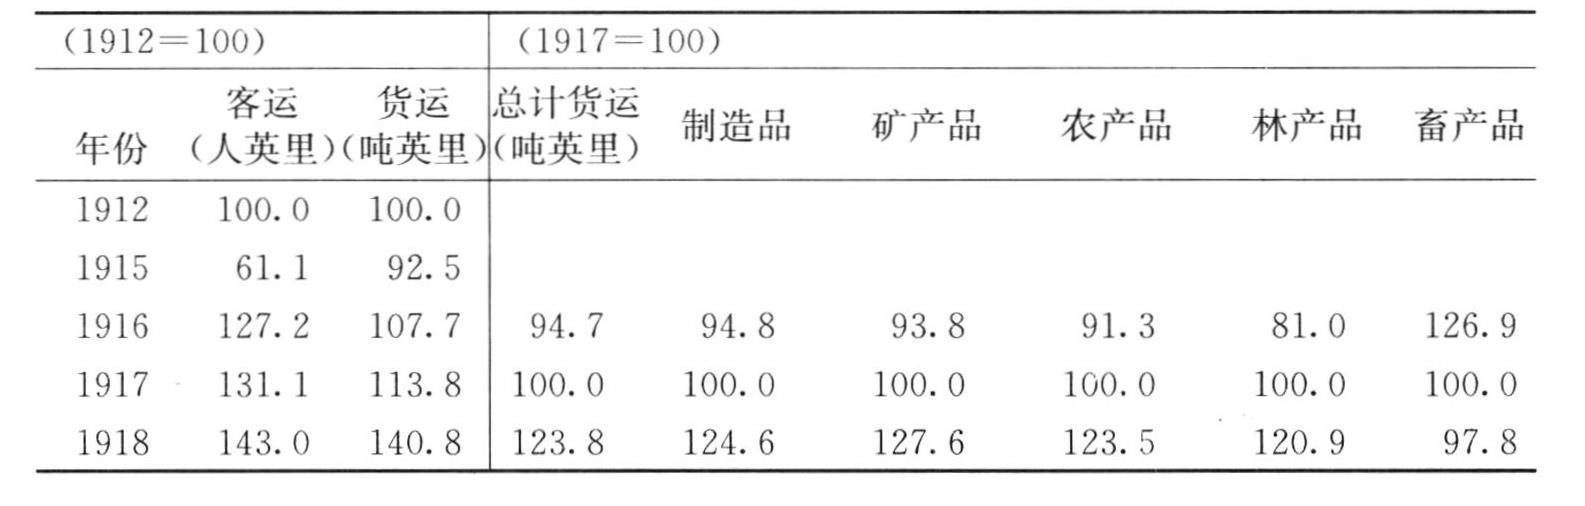 (1912=100) (1917=100)
客运 货运 总计货运
年份 (人英里) (吨英里) (吨英里) 制造品 矿产品 农产品 林产品 畜产品
1912 100.0 100.0
1915 61.1 92.5
1916 127.2 107.7 94.7 94.8 93.8 91.3 81.0 126.9
1917 131.1 113.8 100.0 100.0 100.0 100.0 100.0 100.0
1918 143.0 140.8 123.8 124.6 127.6 123.5 120.9 97.8